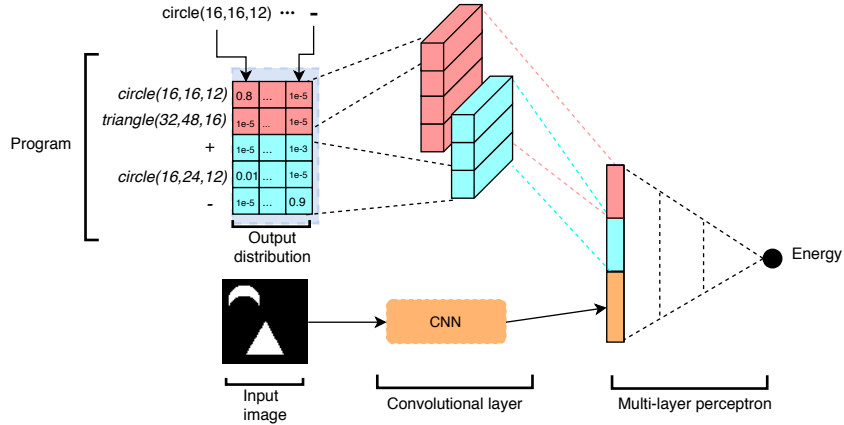 circle(16,16,12) ··· -
Program
circle(16,16,12)
0.8 ... 1e-5
triangle(32,48,16)
1e-5 ... 1e-5
+
1e-5 ... 1e-3
circle(16,24,12)
0.01 ... 1e-5
-
1e-5 ... 0.9
Output
distribution
Energy
CNN
Input
image
Convolutional layer
Multi-layer perceptron